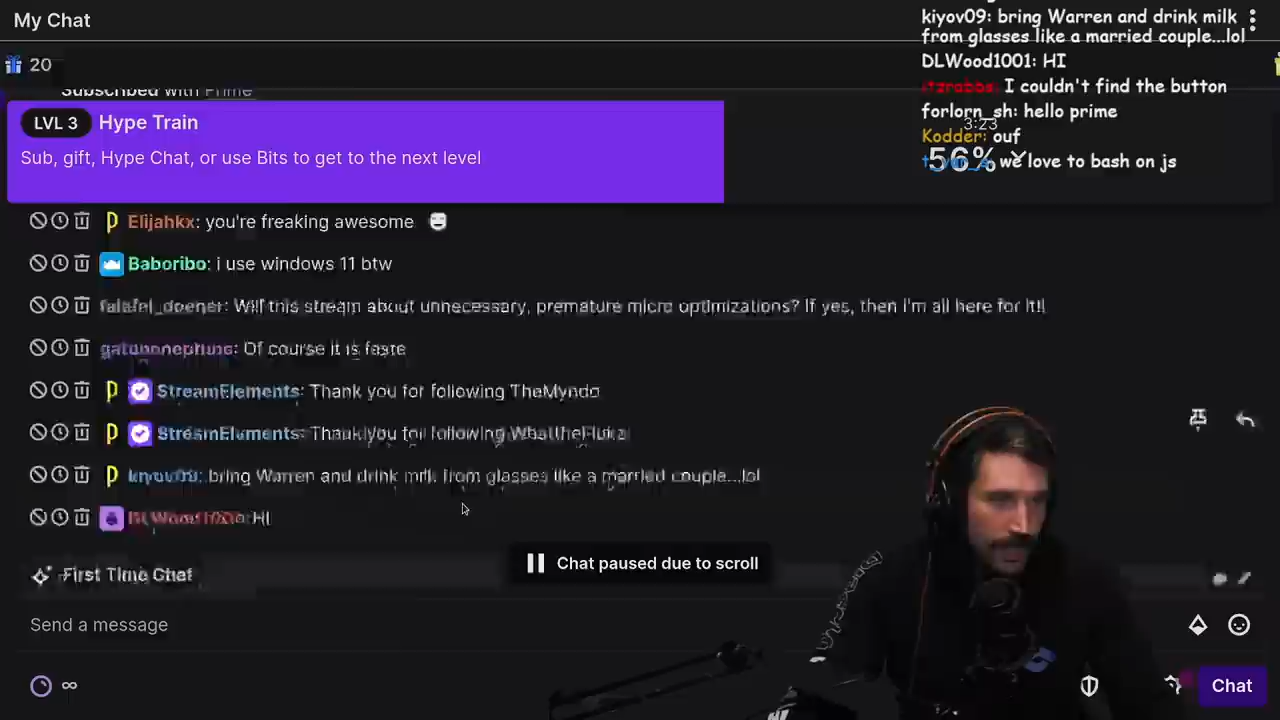 My Chat
20
Subscribed with Prime
LVL 3 Hype Train
Sub, gift, Hype Chat, or use Bits to get to the next level
3:23
56%
kiyov09: bring Warren and drink milk
from glasses like a married couple...lol
DLWood1001: HI
I couldn't find the button
forlorn_sh: hello prime
Kodder: ouf
we love to bash on js
Elijahkx: you're freaking awesome
Baboribo: i use windows 11 btw
Will this stream about unnecessary, premature micro optimizations? If yes, then i'm all here for it!!
Of course it is
StreamElements: Thank you for following TheMyndo
StreamElements: Thank you for following
kiyov09: bring Warren and drink milk from glasses like a married couple...lol
HI
Chat paused due to scroll
First Time Chat
Send a message
∞
Chat